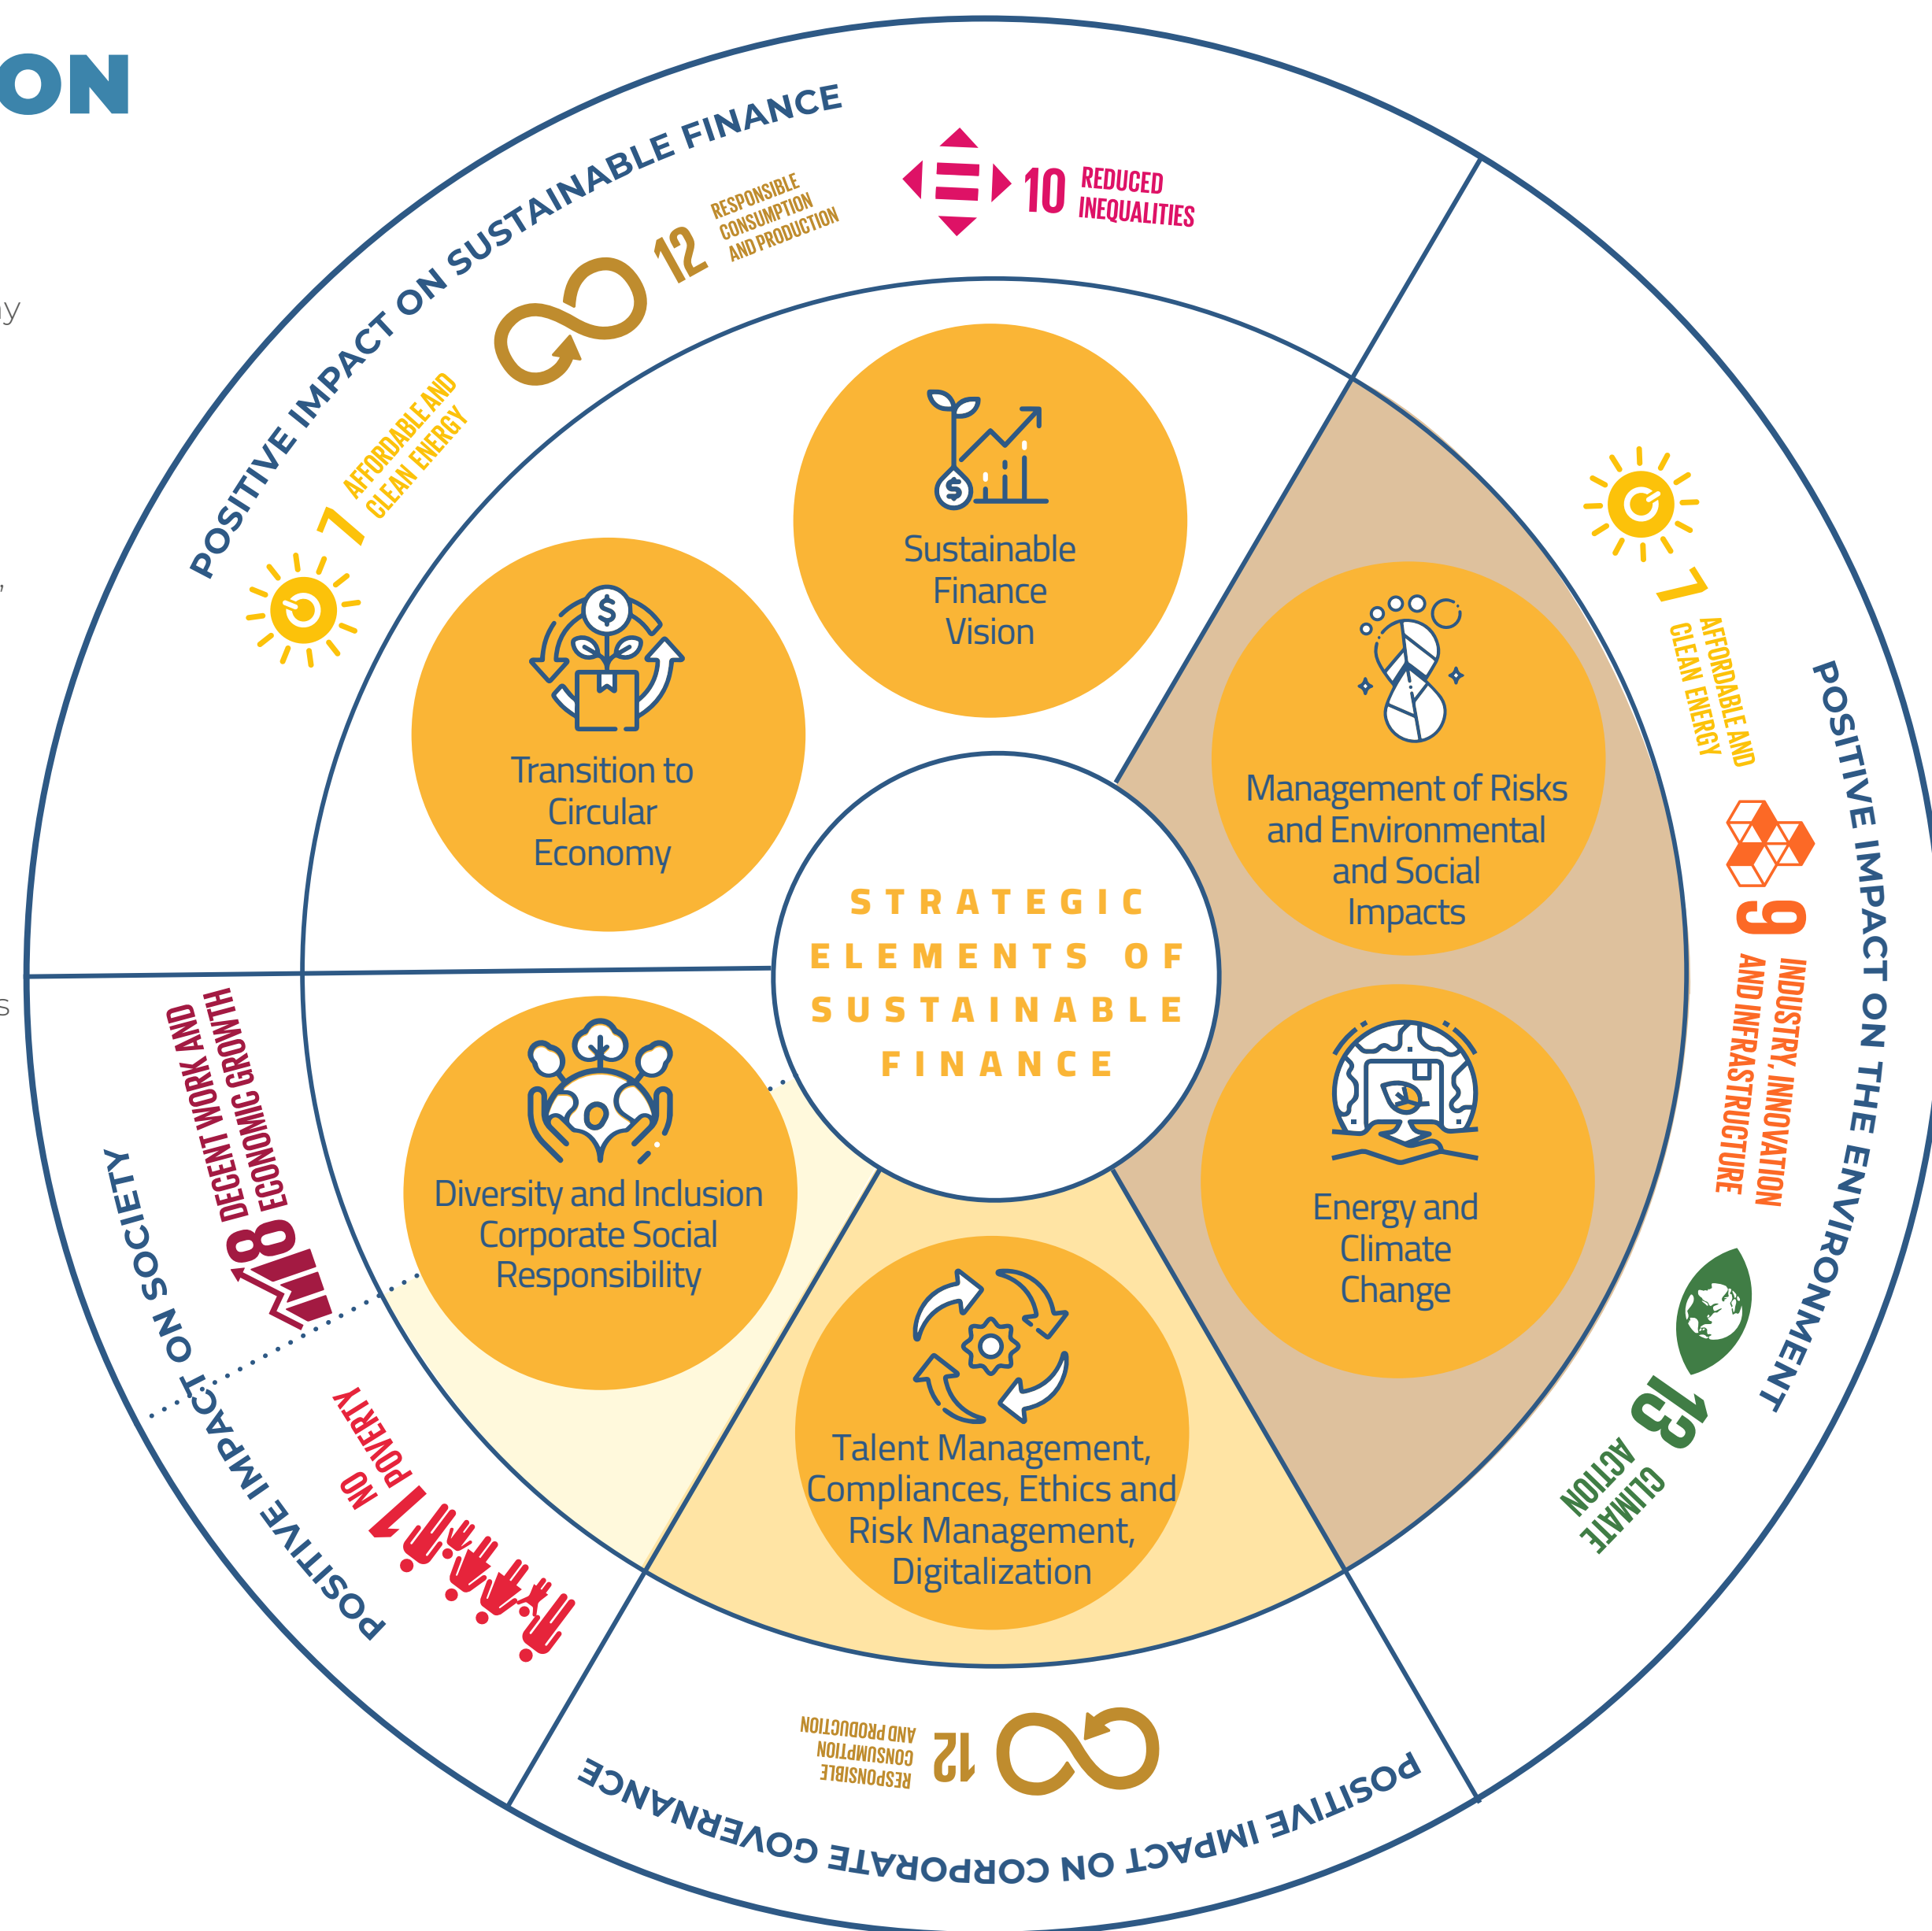 ON
y
,
s
POSITIVE IMPACT ON SUSTAINABLE FINANCE
7
AFFORDABLE AND
CLEAN ENERGY
12
RESPONSIBLE
CONSUMPTION
AND PRODUCTION
10
REDUCED
INEQUALITIES
Sustainable
Finance
Vision
Transition to
Circular
Economy
POSITIVE IMPACT ON THE ENVIRONMENT
7
AFFORDABLE AND
CLEAN ENERGY
9
INDUSTRY, INNOVATION
AND INFRASTRUCTURE
13
CLIMATE
ACTION
Management of Risks
and Environmental
and Social
Impacts
Energy and
Climate
Change
STRATEGIC
ELEMENTS OF
SUSTAINABLE
FINANCE
Diversity and Inclusion
Corporate Social
Responsibility
Talent Management,
Compliances, Ethics and
Risk Management,
Digitalization
POSITIVE IMPACT ON SOCIETY
8
DECENT WORK AND
ECONOMIC GROWTH
1
NO
POVERTY
POSITIVE IMPACT ON CORPORATE GOVERNANCE
12
RESPONSIBLE
CONSUMPTION
AND PRODUCTION